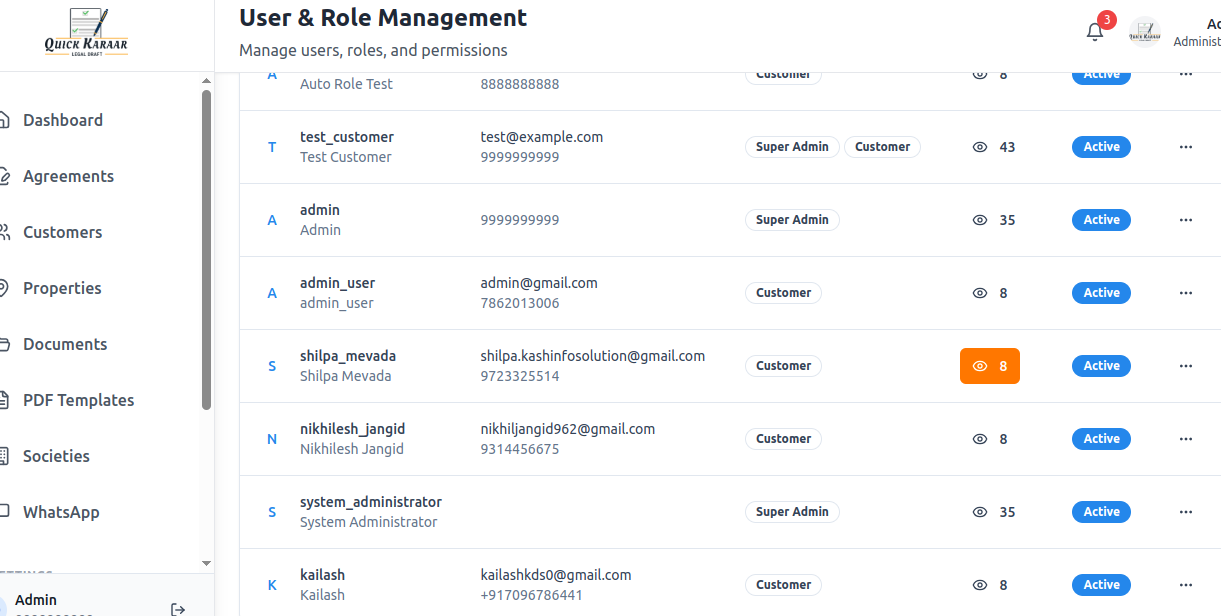 QUICK KARAAR
LEGAL DRAFT
User & Role Management
Manage users, roles, and permissions
3
Administ
Dashboard
Agreements
Customers
Properties
Documents
PDF Templates
Societies
WhatsApp
Admin
A Customer 8 Active
Auto Role Test 8888888888
test_customer test@example.com
T Super Admin Customer 43 Active
Test Customer 9999999999
admin
A 9999999999 Super Admin 35 Active
Admin
admin_user admin@gmail.com
A Customer 8 Active
admin_user 7862013006
shilpa_mevada shilpa.kashinfosolution@gmail.com
S Customer 8 Active
Shilpa Mevada 9723325514
nikhilesh_jangid nikhiljangid962@gmail.com
N Customer 8 Active
Nikhilesh Jangid 9314456675
system_administrator
S Super Admin 35 Active
System Administrator
kailash kailashkds0@gmail.com
K Customer 8 Active
Kailash +917096786441